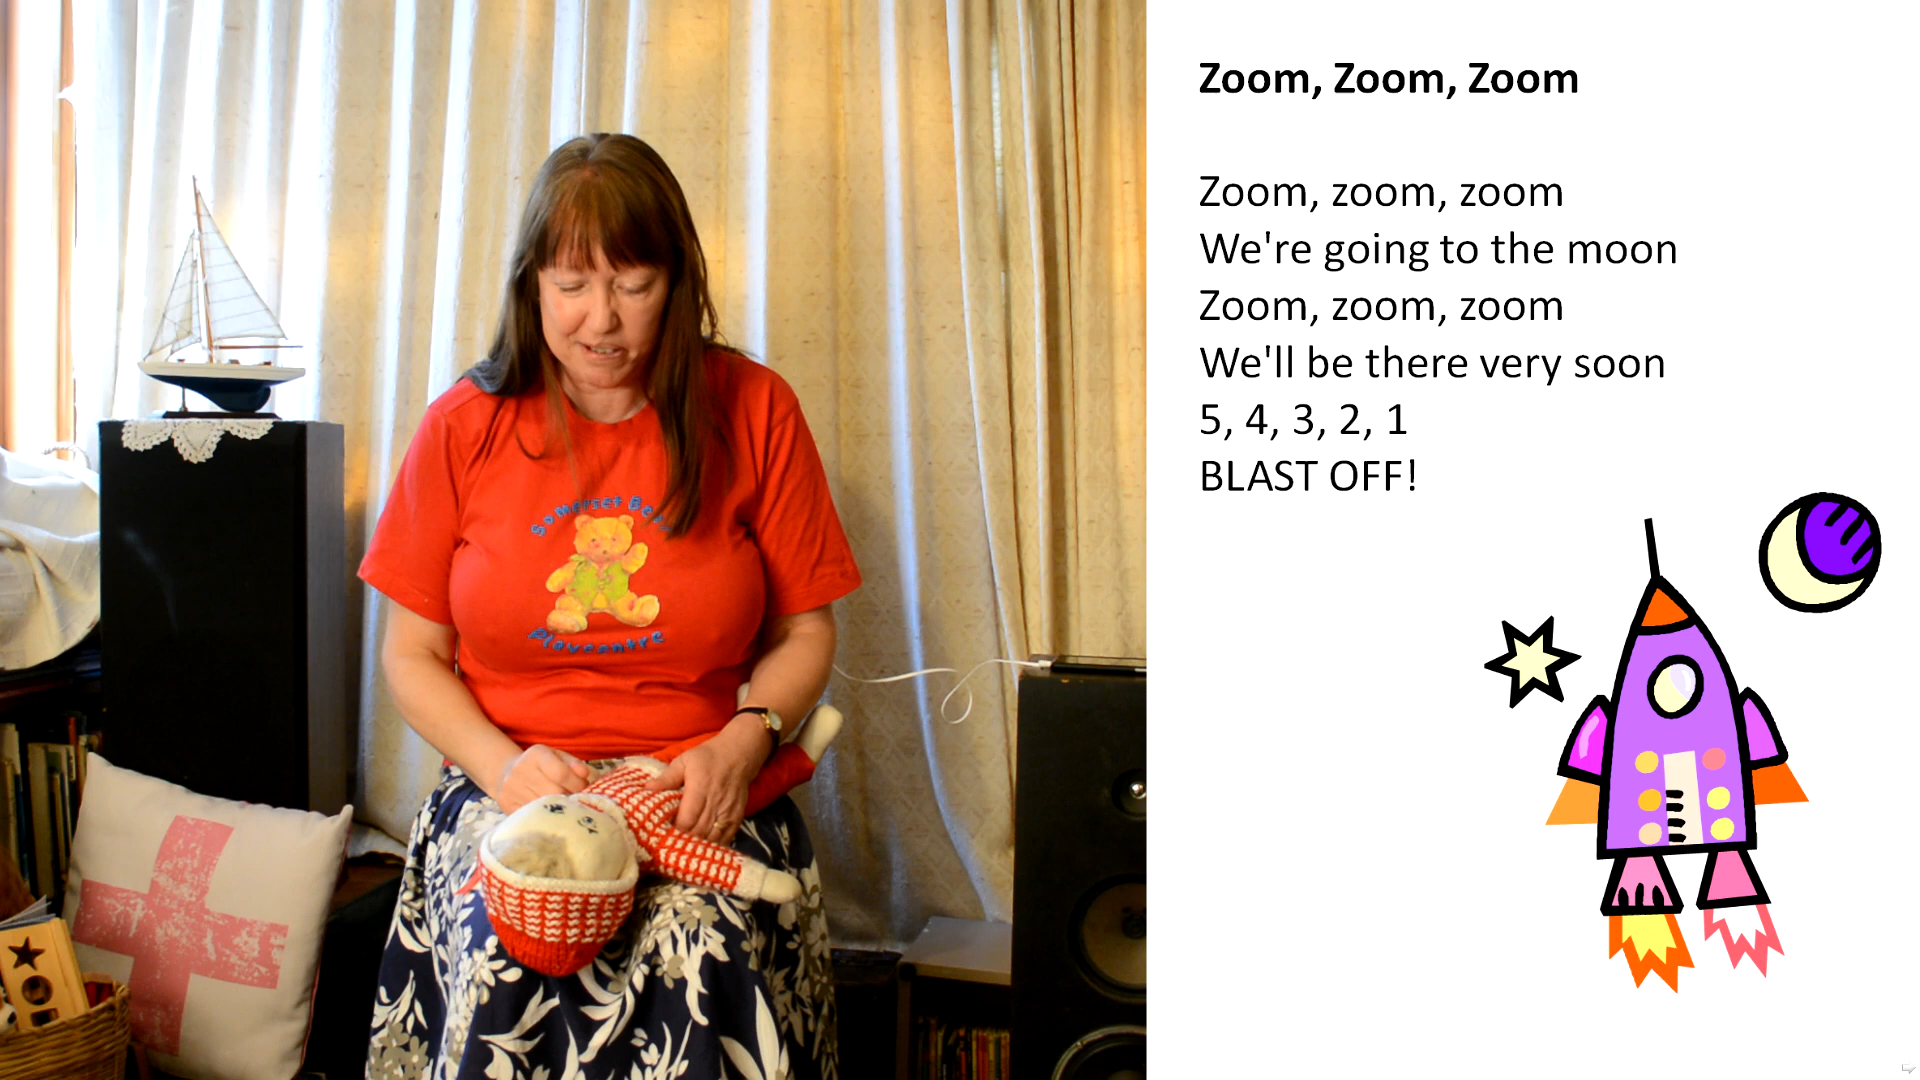 Somerset Be
Playcentre
Zoom, Zoom, Zoom
Zoom, zoom, zoom
We're going to the moon
Zoom, zoom, zoom
We'll be there very soon
5, 4, 3, 2, 1
BLAST OFF!